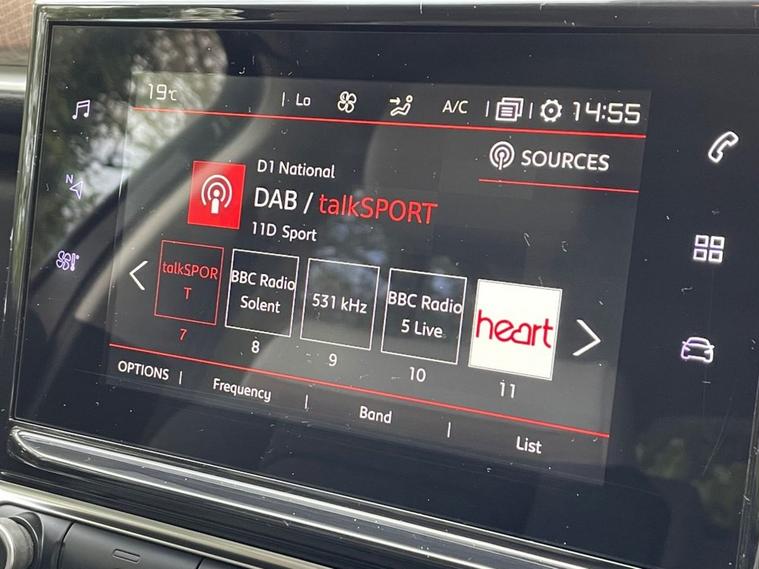 19°C Lo A/C 14:55
SOURCES
D1 National
DAB / talkSPORT
11D Sport
N
talkSPOR
T
BBC Radio
Solent
531 kHz
BBC Radio
5 Live
heart
7 8 9 10 11
OPTIONS | Frequency | Band | List